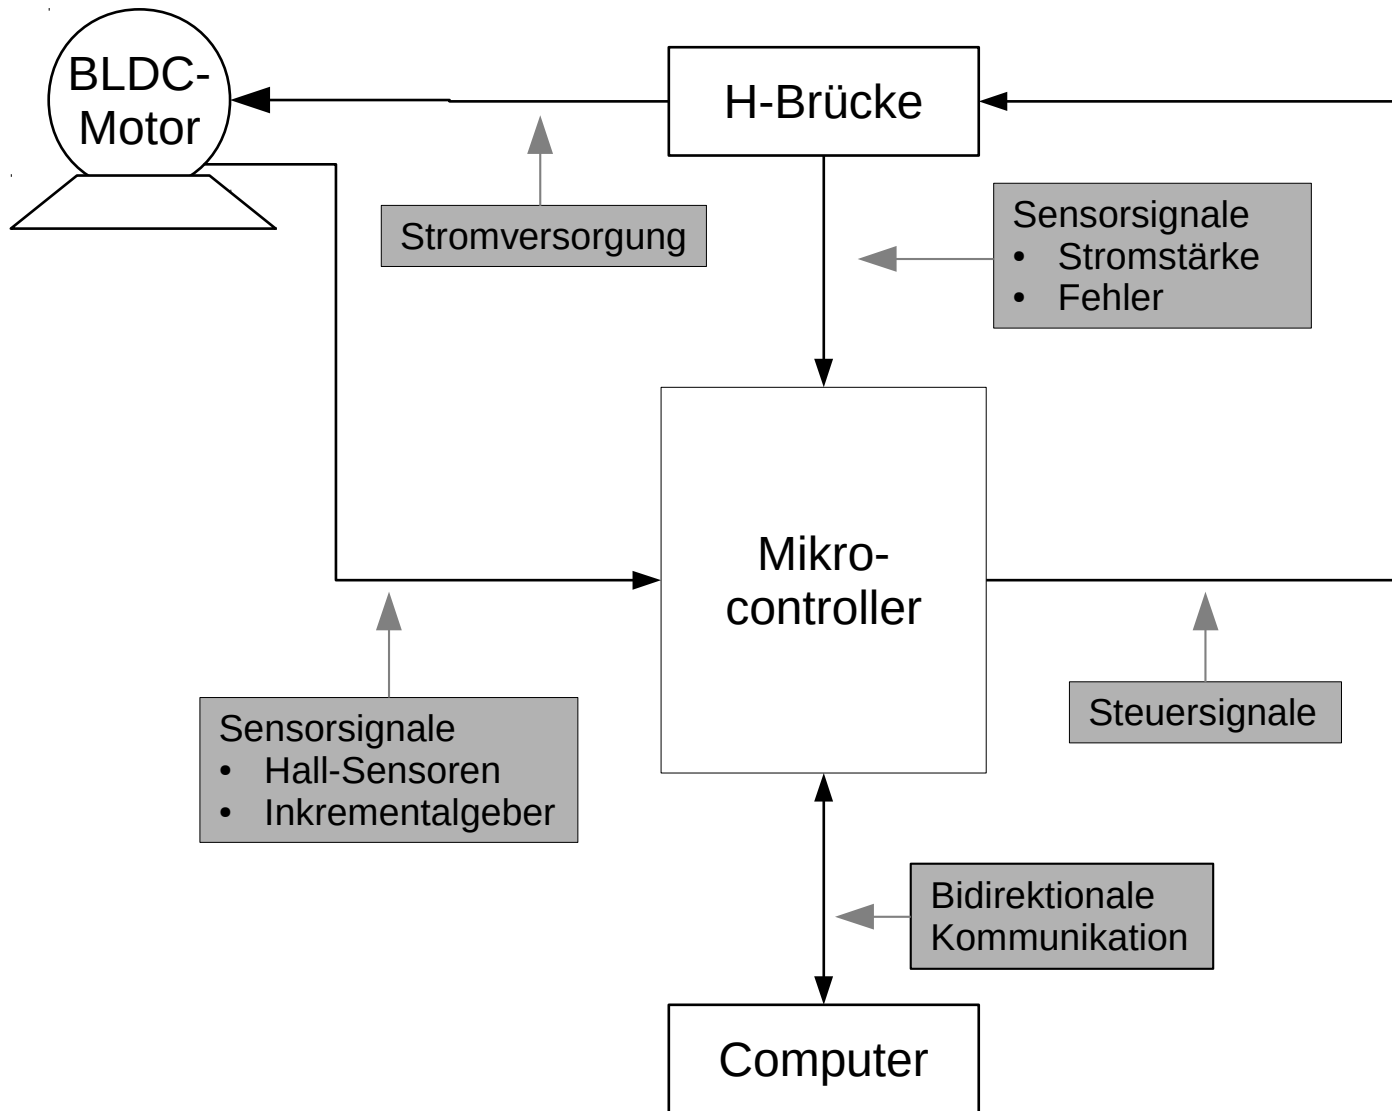 BLDC-
Motor
H-Brücke
Stromversorgung
Sensorsignale
• Stromstärke
• Fehler
Mikro-
controller
Sensorsignale
• Hall-Sensoren
• Inkrementalgeber
Steuersignale
Bidirektionale
Kommunikation
Computer